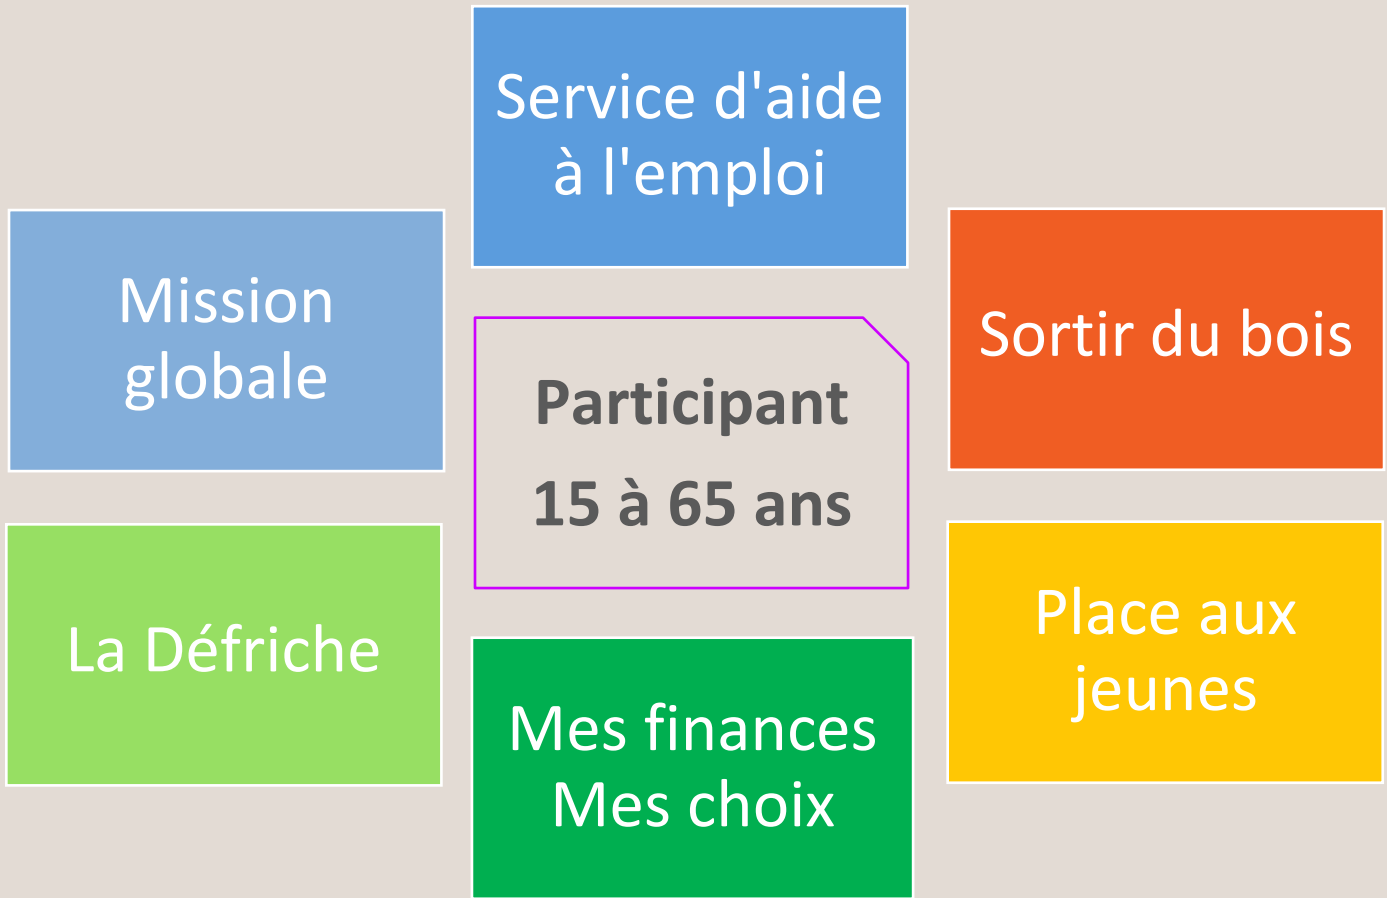 Service d'aide
à l'emploi
Mission
globale
Sortir du bois
Participant
15 à 65 ans
La Défriche
Place aux
jeunes
Mes finances
Mes choix